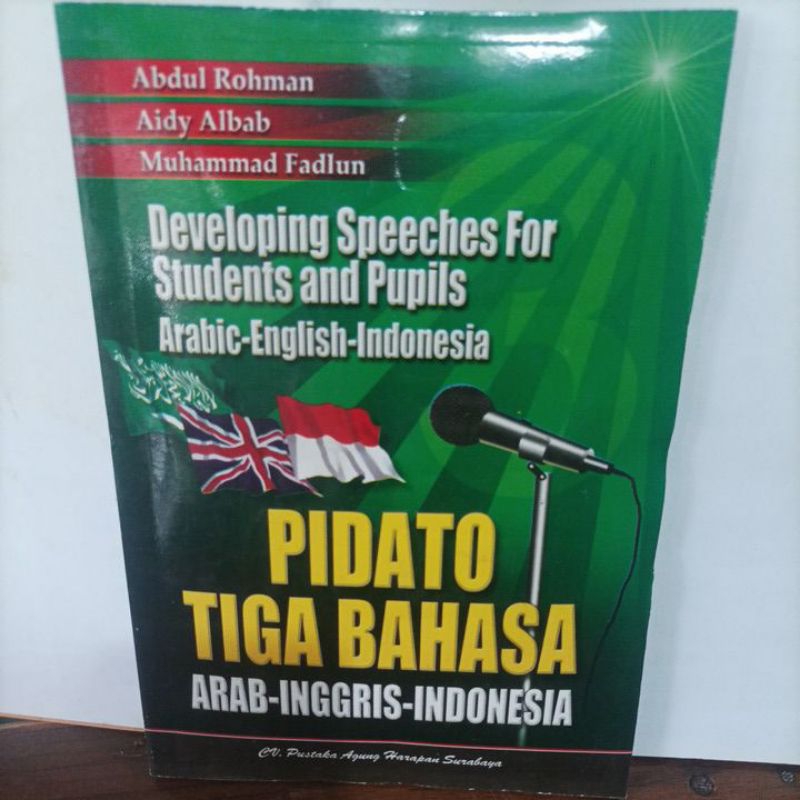 Abdul Rohman
Aidy Albab
Muhammad Fadlun
Developing Speeches For
Students and Pupils
Arabic-English-Indonesia
PIDATO
TIGA BAHASA
ARAB-INGGRIS-INDONESIA
CV. Pustaka Agung Harapan Surabaya